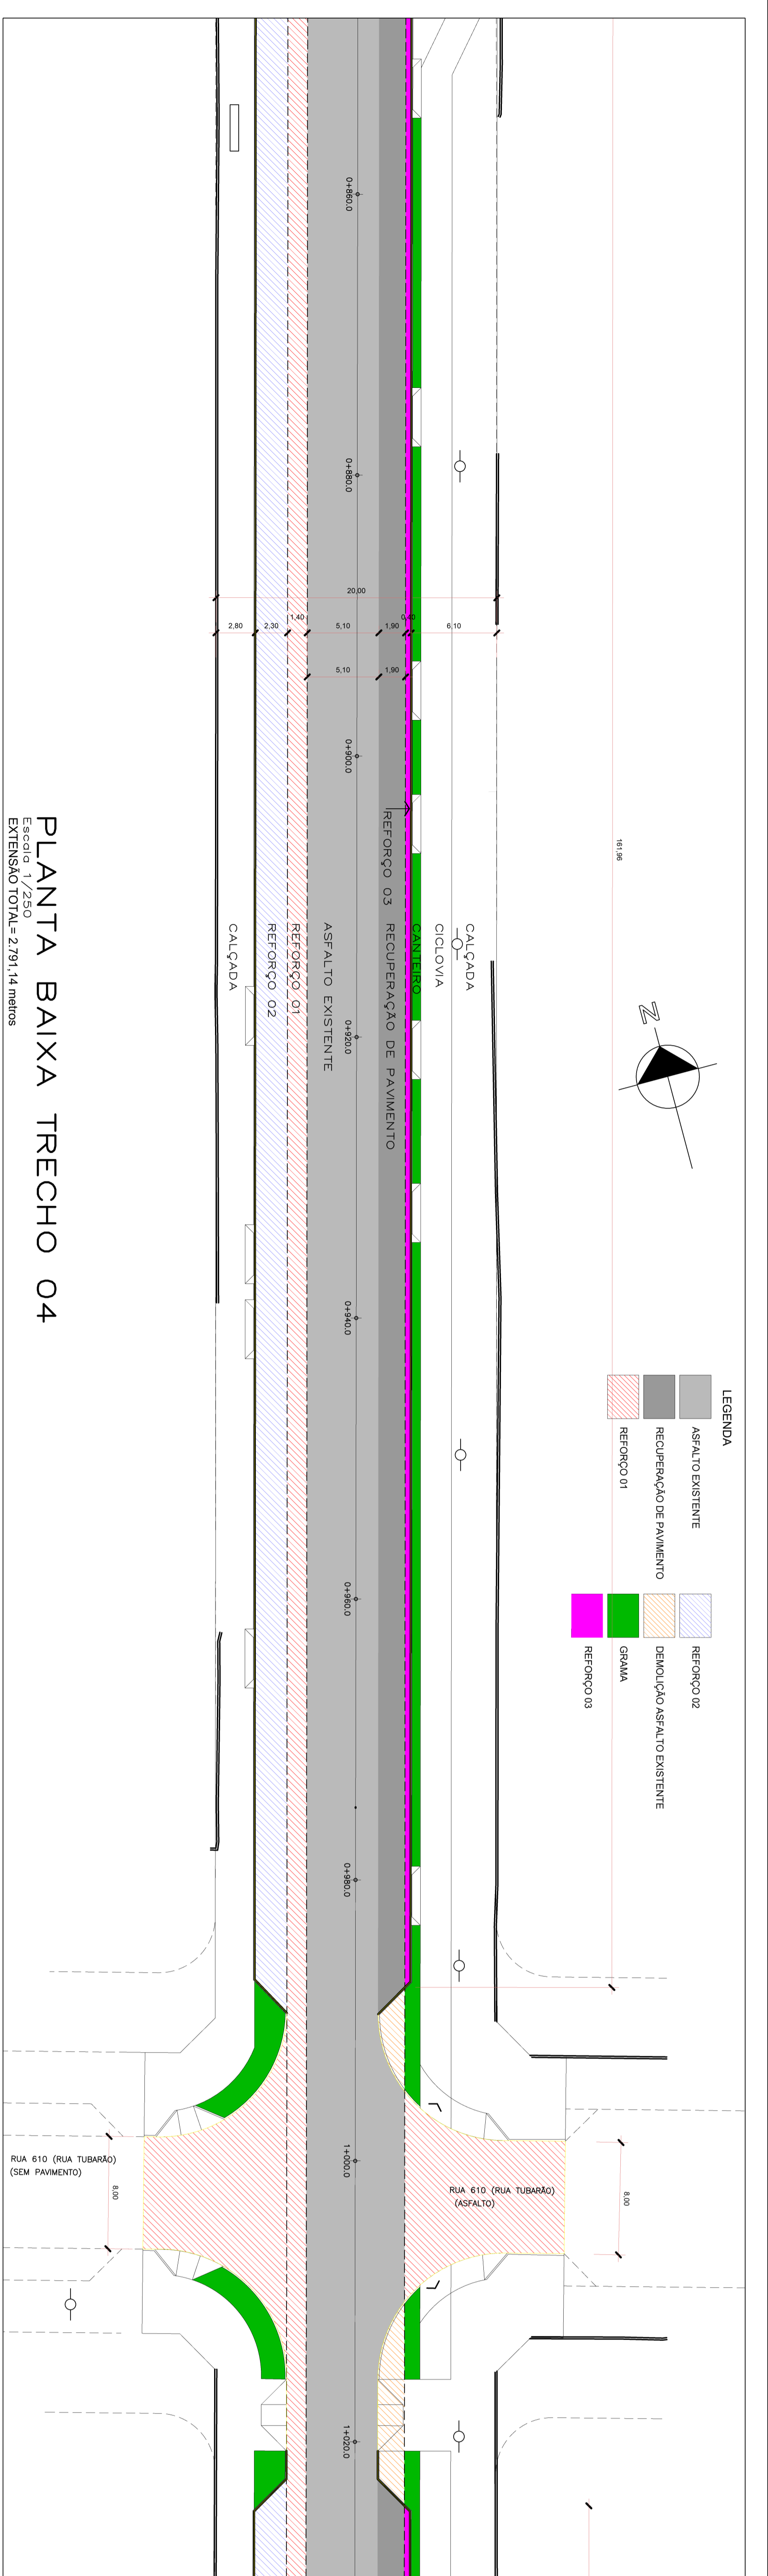 0+860.0
0+880.0
20,00
2,80
2,30
1,40
5,10
1,90
0,40
6,10
5,10
1,90
0+900.0
161,96
REFORÇO 03
CALÇADA
CICLOVIA
CANTEIRO
RECUPERAÇÃO DE PAVIMENTO
ASFALTO EXISTENTE
REFORÇO 01
REFORÇO 02
CALÇADA
N
0+920.0
0+940.0
0+960.0
0+980.0
1+000.0
1+020.0
LEGENDA
ASFALTO EXISTENTE
RECUPERAÇÃO DE PAVIMENTO
REFORÇO 01
REFORÇO 02
DEMOLIÇÃO ASFALTO EXISTENTE
GRAMA
REFORÇO 03
RUA 610 (RUA TUBARÃO)
(ASFALTO)
8,00
RUA 610 (RUA TUBARÃO)
(SEM PAVIMENTO)
8,00
PLANTA BAIXA TRECHO 04
Escala 1/250
EXTENSÃO TOTAL= 2.791,14 metros